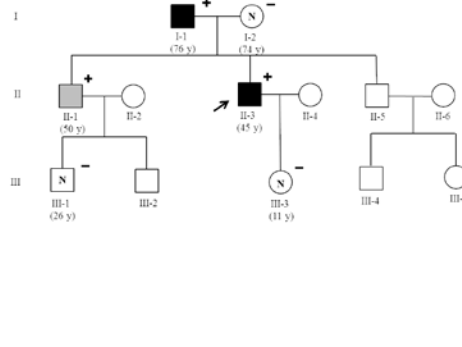 I
+
N
-
I-1
(76 y)
I-2
(74 y)
II
+
+
II-1
(50 y)
II-2
II-3
(45 y)
II-4
II-5
II-6
III
N
-
N
-
III-1
(26 y)
III-2
III-3
(11 y)
III-4